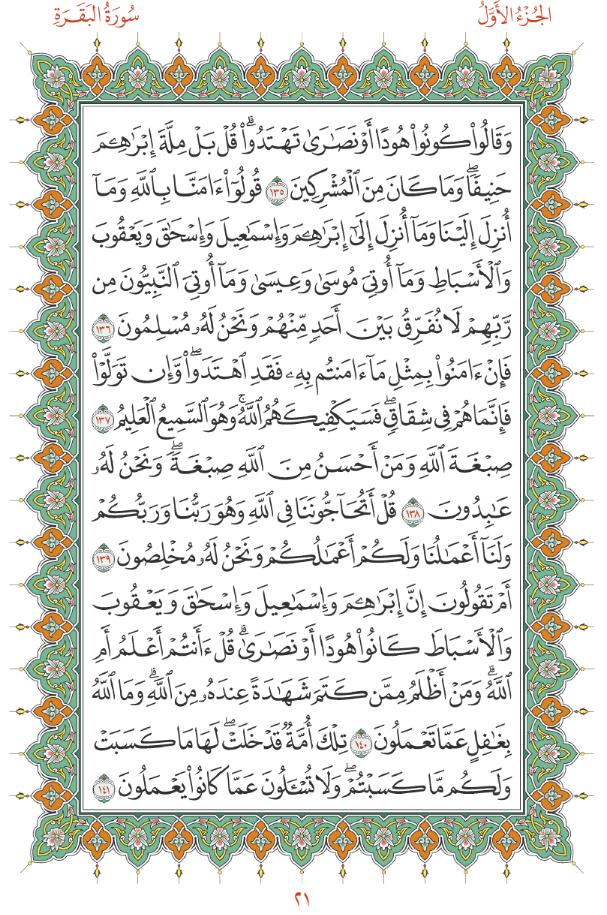 الجُزْءُ الأَوَّلُ
سُورَةُ البَقَرَةِ
وَقَالُوا۟ كُونُوا۟ هُودًا أَوْ نَصَٰرَىٰ تَهْتَدُوا۟ۗ قُلْ بَلْ مِلَّةَ إِبْرَٰهِـۧمَ
حَنِيفًاۖ وَمَا كَانَ مِنَ ٱلْمُشْرِكِينَ ١٣٥ قُولُوٓا۟ ءَامَنَّا بِٱللَّهِ وَمَآ
أُنزِلَ إِلَيْنَا وَمَآ أُنزِلَ إِلَىٰٓ إِبْرَٰهِـۧمَ وَإِسْمَٰعِيلَ وَإِسْحَٰقَ وَيَعْقُوبَ
وَٱلْأَسْبَاطِ وَمَآ أُوتِىَ مُوسَىٰ وَعِيسَىٰ وَمَآ أُوتِىَ ٱلنَّبِيُّونَ مِن
رَّبِّهِمْ لَا نُفَرِّقُ بَيْنَ أَحَدٍ مِّنْهُمْ وَنَحْنُ لَهُۥ مُسْلِمُونَ ١٣٦
فَإِنْ ءَامَنُوا۟ بِمِثْلِ مَآ ءَامَنتُم بِهِۦ فَقَدِ ٱهْتَدَوا۟ۖ وَّإِن تَوَلَّوْا۟
فَإِنَّمَا هُمْ فِى شِقَاقٍۖ فَسَيَكْفِيكَهُمُ ٱللَّهُۚ وَهُوَ ٱلسَّمِيعُ ٱلْعَلِيمُ ١٣٧
صِبْغَةَ ٱللَّهِ وَمَنْ أَحْسَنُ مِنَ ٱللَّهِ صِبْغَةًۖ وَنَحْنُ لَهُۥ
عَٰبِدُونَ ١٣٨ قُلْ أَتُحَآجُّونَنَا فِى ٱللَّهِ وَهُوَ رَبُّنَا وَرَبُّكُمْ
وَلَنَآ أَعْمَٰلُنَا وَلَكُمْ أَعْمَٰلُكُمْ وَنَحْنُ لَهُۥ مُخْلِصُونَ ١٣٩
أَمْ تَقُولُونَ إِنَّ إِبْرَٰهِـۧمَ وَإِسْمَٰعِيلَ وَإِسْحَٰقَ وَيَعْقُوبَ
وَٱلْأَسْبَاطَ كَانُوا۟ هُودًا أَوْ نَصَٰرَىٰۗ قُلْ ءَأَنتُمْ أَعْلَمُ أَمِ
ٱللَّهُۗ وَمَنْ أَظْلَمُ مِمَّن كَتَمَ شَهَٰدَةً عِندَهُۥ مِنَ ٱللَّهِۗ وَمَا ٱللَّهُ
بِغَٰفِلٍ عَمَّا تَعْمَلُونَ ١٤٠ تِلْكَ أُمَّةٌ قَدْ خَلَتْۖ لَهَا مَا كَسَبَتْ
وَلَكُم مَّا كَسَبْتُمْۖ وَلَا تُسْـَٔلُونَ عَمَّا كَانُوا۟ يَعْمَلُونَ ١٤١
٢١